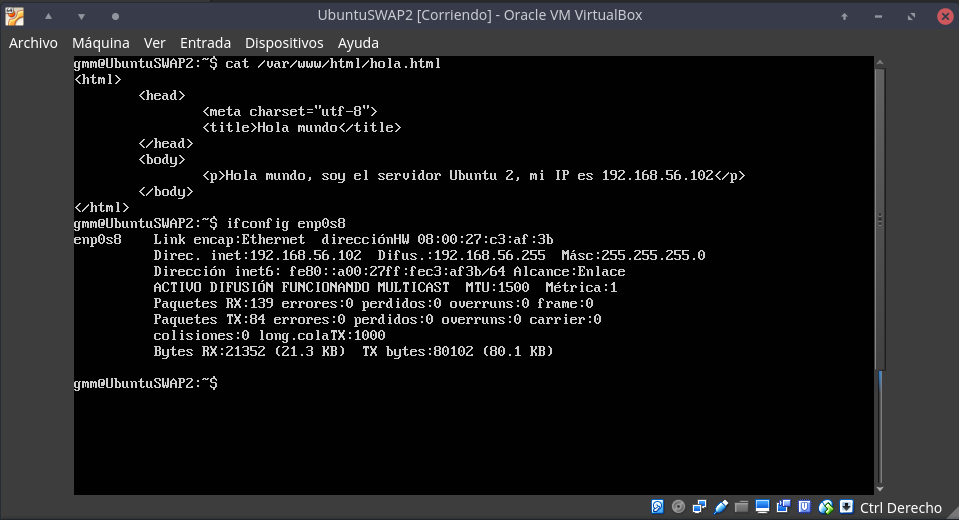 UbuntuSWAP2 [Corriendo] - Oracle VM VirtualBox
Archivo Máquina Ver Entrada Dispositivos Ayuda
gmm@UbuntuSWAP2:~$ cat /var/www/html/hola.html
<html>
        <head>
                <meta charset="utf-8">
                <title>Hola mundo</title>
        </head>
        <body>
                <p>Hola mundo, soy el servidor Ubuntu 2, mi IP es 192.168.56.102</p>
        </body>
</html>
gmm@UbuntuSWAP2:~$ ifconfig enp0s8
enp0s8    Link encap:Ethernet  direcciónHW 08:00:27:c3:af:3b
          Direc. inet:192.168.56.102  Difus.:192.168.56.255  Másc:255.255.255.0
          Dirección inet6: fe80::a00:27ff:fec3:af3b/64 Alcance:Enlace
          ACTIVO DIFUSIÓN FUNCIONANDO MULTICAST  MTU:1500  Métrica:1
          Paquetes RX:139 errores:0 perdidos:0 overruns:0 frame:0
          Paquetes TX:84 errores:0 perdidos:0 overruns:0 carrier:0
          colisiones:0 long.colaTX:1000
          Bytes RX:21352 (21.3 KB)  TX bytes:80102 (80.1 KB)
gmm@UbuntuSWAP2:~$
Ctrl Derecho